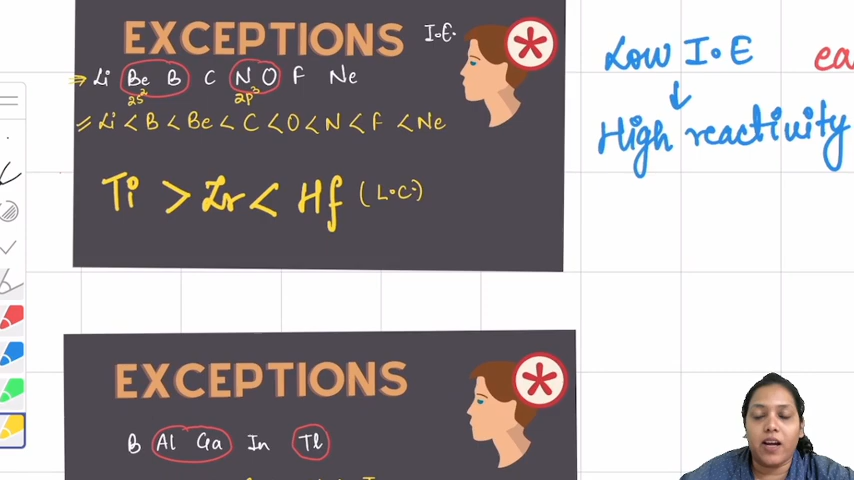 EXCEPTIONS I.E.
⇒ Li Be B C N O F Ne
2s² 2p³
= Li < B < Be < C < O < N < F < Ne
Ti > Zr < Hf (L.C.)
Low I.E
↓
High reactivity
EXCEPTIONS
B Al Ga In Tl